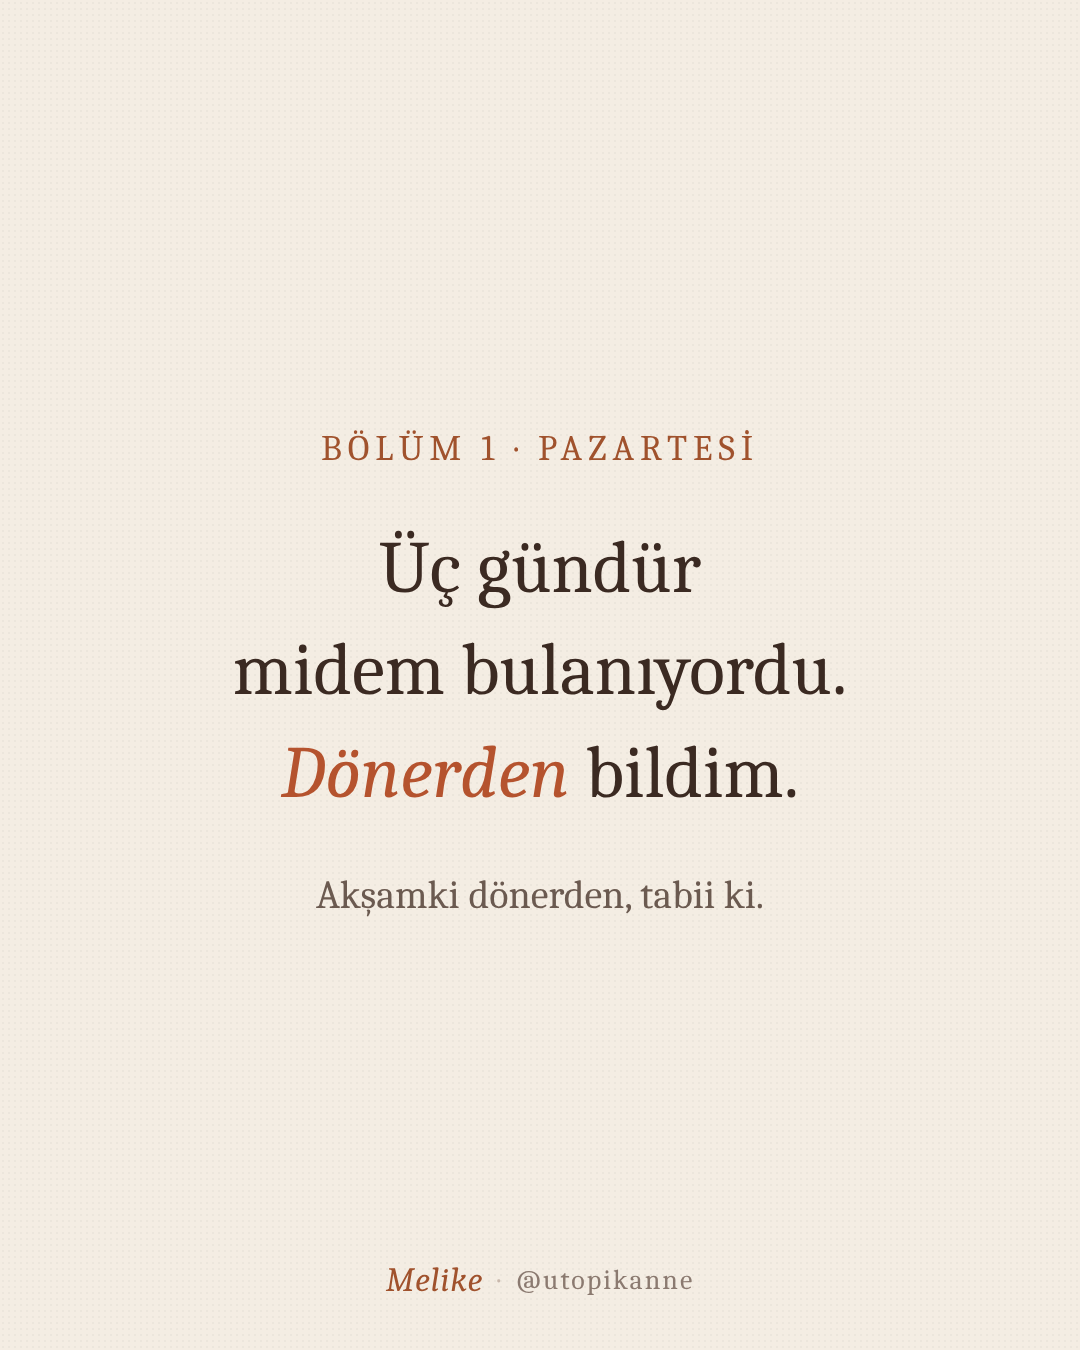 BÖLÜM 1 · PAZARTESİ
Üç gündür
midem bulanıyordu.
Dönerden bildim.
Akşamki dönerden, tabii ki.
Melike · @utopikanne